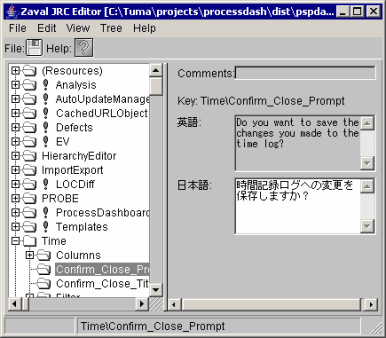 Zaval JRC Editor [C:\Tuma\projects\processdash\dist\pspda
File Edit View Tree Help
File: Help:
(Resources)
Analysis
AutoUpdateManage
CachedURLObject
Defects
EV
HierarchyEditor
ImportExport
LOCDiff
PROBE
ProcessDashboar
Templates
Time
Columns
Confirm_Close_Pro
Confirm_Close_Tit
Filter
Comments:
Key: Time\Confirm_Close_Prompt
英語:
Do you want to save the
changes you made to the
time log?
日本語:
時間記録ログへの変更を
保存しますか？
Time\Confirm_Close_Prompt